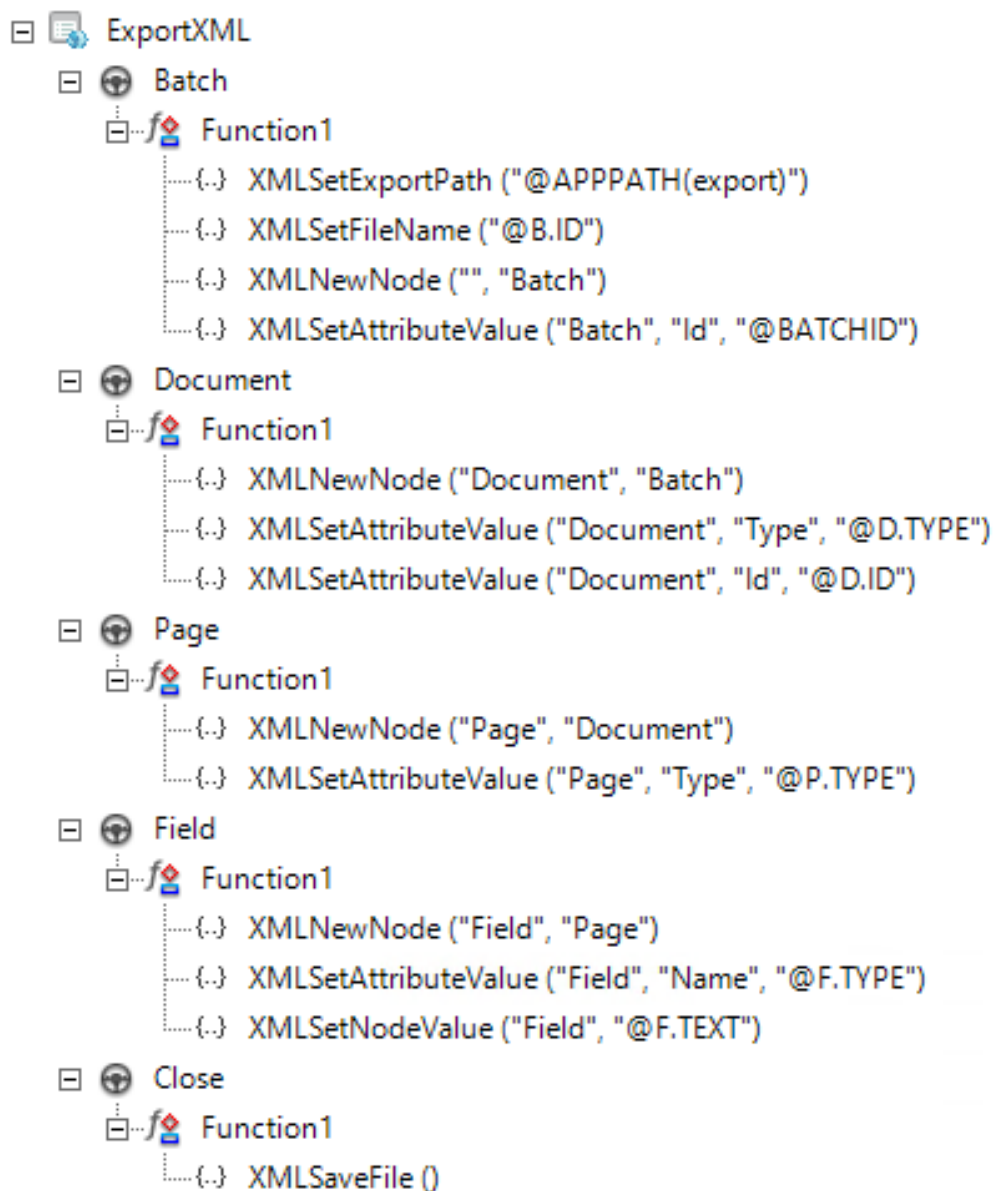 ExportXML
Batch
Function1
XMLSetExportPath ("@APPPATH(export)")
XMLSetFileName ("@B.ID")
XMLNewNode ("", "Batch")
XMLSetAttributeValue ("Batch", "Id", "@BATCHID")
Document
Function1
XMLNewNode ("Document", "Batch")
XMLSetAttributeValue ("Document", "Type", "@D.TYPE")
XMLSetAttributeValue ("Document", "Id", "@D.ID")
Page
Function1
XMLNewNode ("Page", "Document")
XMLSetAttributeValue ("Page", "Type", "@P.TYPE")
Field
Function1
XMLNewNode ("Field", "Page")
XMLSetAttributeValue ("Field", "Name", "@F.TYPE")
XMLSetNodeValue ("Field", "@F.TEXT")
Close
Function1
XMLSaveFile ()